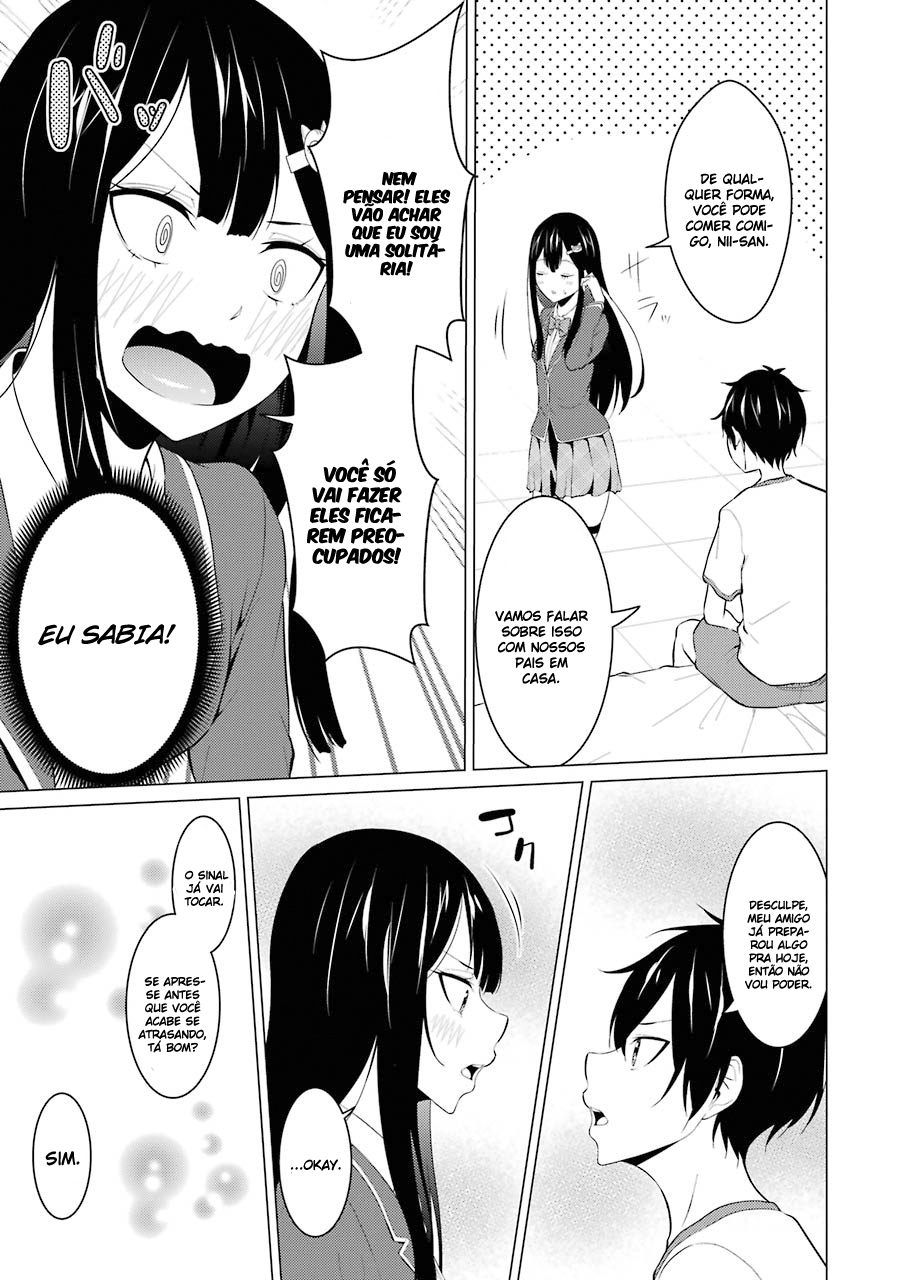 DE QUAL-
QUER FORMA,
VOCÊ PODE
COMER COMI-
GO, NII-SAN.
VAMOS FALAR
SOBRE ISSO
COM NOSSOS
PAIS EM
CASA.
NEM
PENSAR! ELES
VÃO ACHAR
QUE EU SOU
UMA SOLITÁ-
RIA!
VOCÊ SÓ
VAI FAZER
ELES FICA-
REM PREO-
CUPADOS!
EU SABIA!
DESCULPE,
MEU AMIGO
JÁ PREPA-
ROU ALGO
PRA HOJE,
ENTÃO NÃO
VOU PODER.
...OKAY.
O SINAL
JÁ VAI
TOCAR.
SE APRES-
SE ANTES
QUE VOCÊ
ACABE SE
ATRASANDO,
TÁ BOM?
SIM.